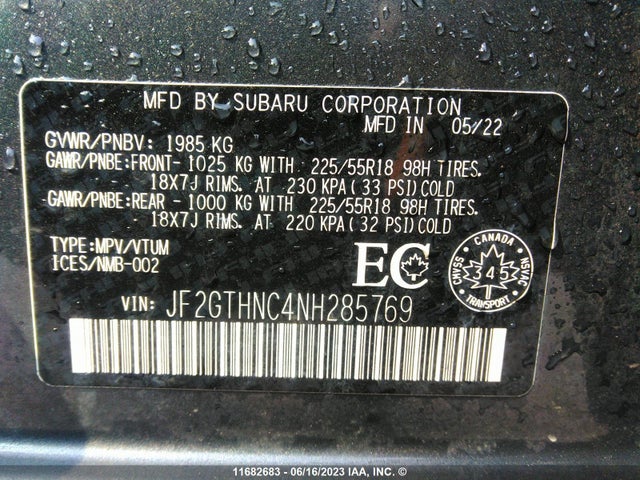 MFD BY SUBARU CORPORATION
MFD IN 05/22
GVWR/PNBV: 1985 KG
GAWR/PNBE:FRONT- 1025 KG WITH 225/55R18 98H TIRES.
18X7J RIMS. AT 230 KPA( 33 PSI)COLD
GAWR/PNBE:REAR - 1000 KG WITH 225/55R18 98H TIRES.
18X7J RIMS. AT 220 KPA( 32 PSI)COLD
TYPE:MPV/VTUM
ICES/NMB-002
EC
CANADA
CMVSS
345
NSVAC
TRANSPORT
VIN: JF2GTHNC4NH285769
11682683 - 06/16/2023 IAA, INC. ©